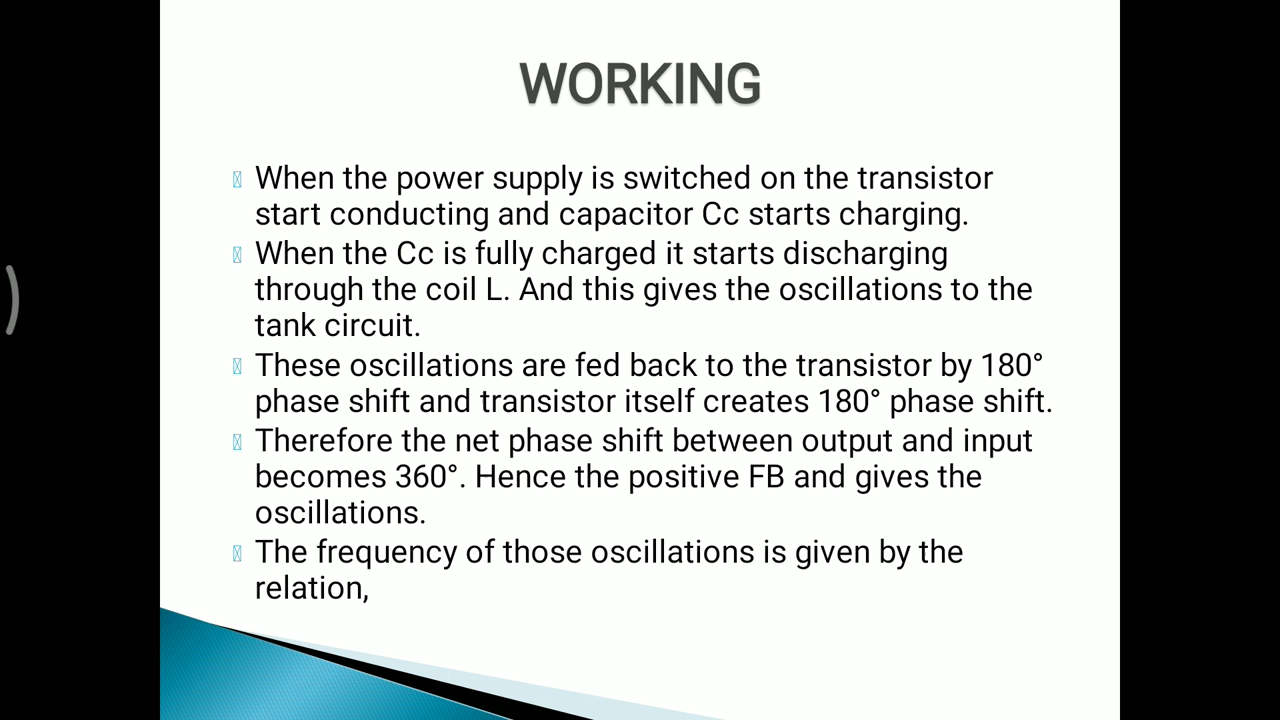 WORKING
When the power supply is switched on the transistor
start conducting and capacitor Cc starts charging.
When the Cc is fully charged it starts discharging
through the coil L. And this gives the oscillations to the
tank circuit.
These oscillations are fed back to the transistor by 180°
phase shift and transistor itself creates 180° phase shift.
Therefore the net phase shift between output and input
becomes 360°. Hence the positive FB and gives the
oscillations.
The frequency of those oscillations is given by the
relation,